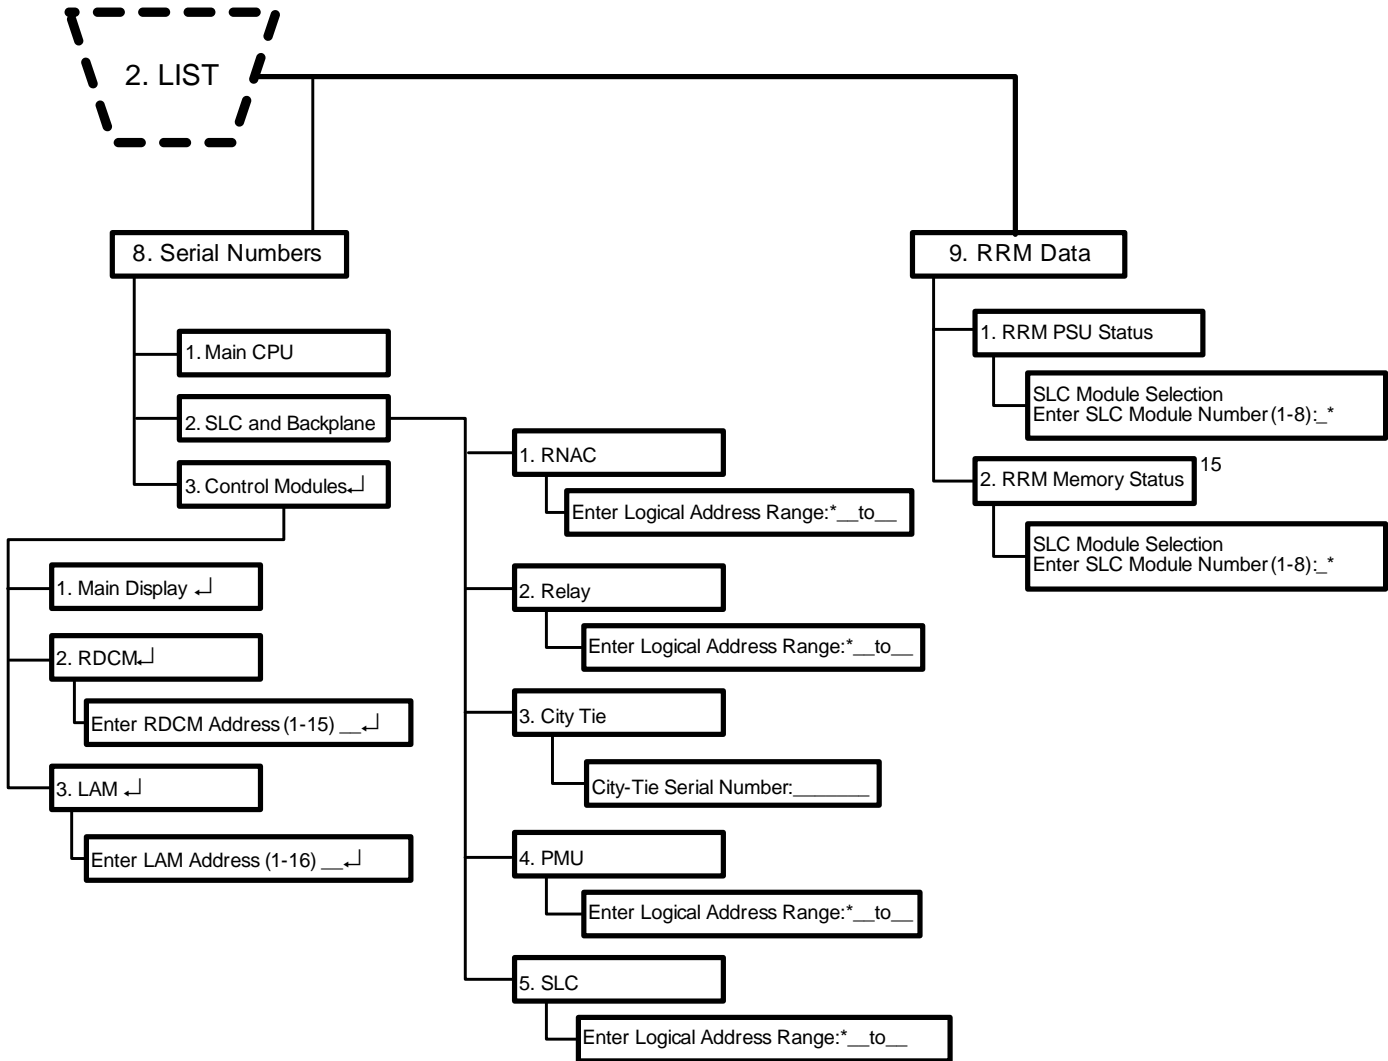 2. LIST
8. Serial Numbers
1. Main CPU
2. SLC and Backplane
3. Control Modules↵
1. Main Display ↵
2. RDCM↵
Enter RDCM Address (1-15) __↵
3. LAM ↵
Enter LAM Address (1-16) __↵
1. RNAC
Enter Logical Address Range:*__to__
2. Relay
Enter Logical Address Range:*__to__
3. City Tie
City-Tie Serial Number:_______
4. PMU
Enter Logical Address Range:*__to__
5. SLC
Enter Logical Address Range:*__to__
9. RRM Data
1. RRM PSU Status
SLC Module Selection
Enter SLC Module Number (1-8):_*
2. RRM Memory Status 15
SLC Module Selection
Enter SLC Module Number (1-8):_*